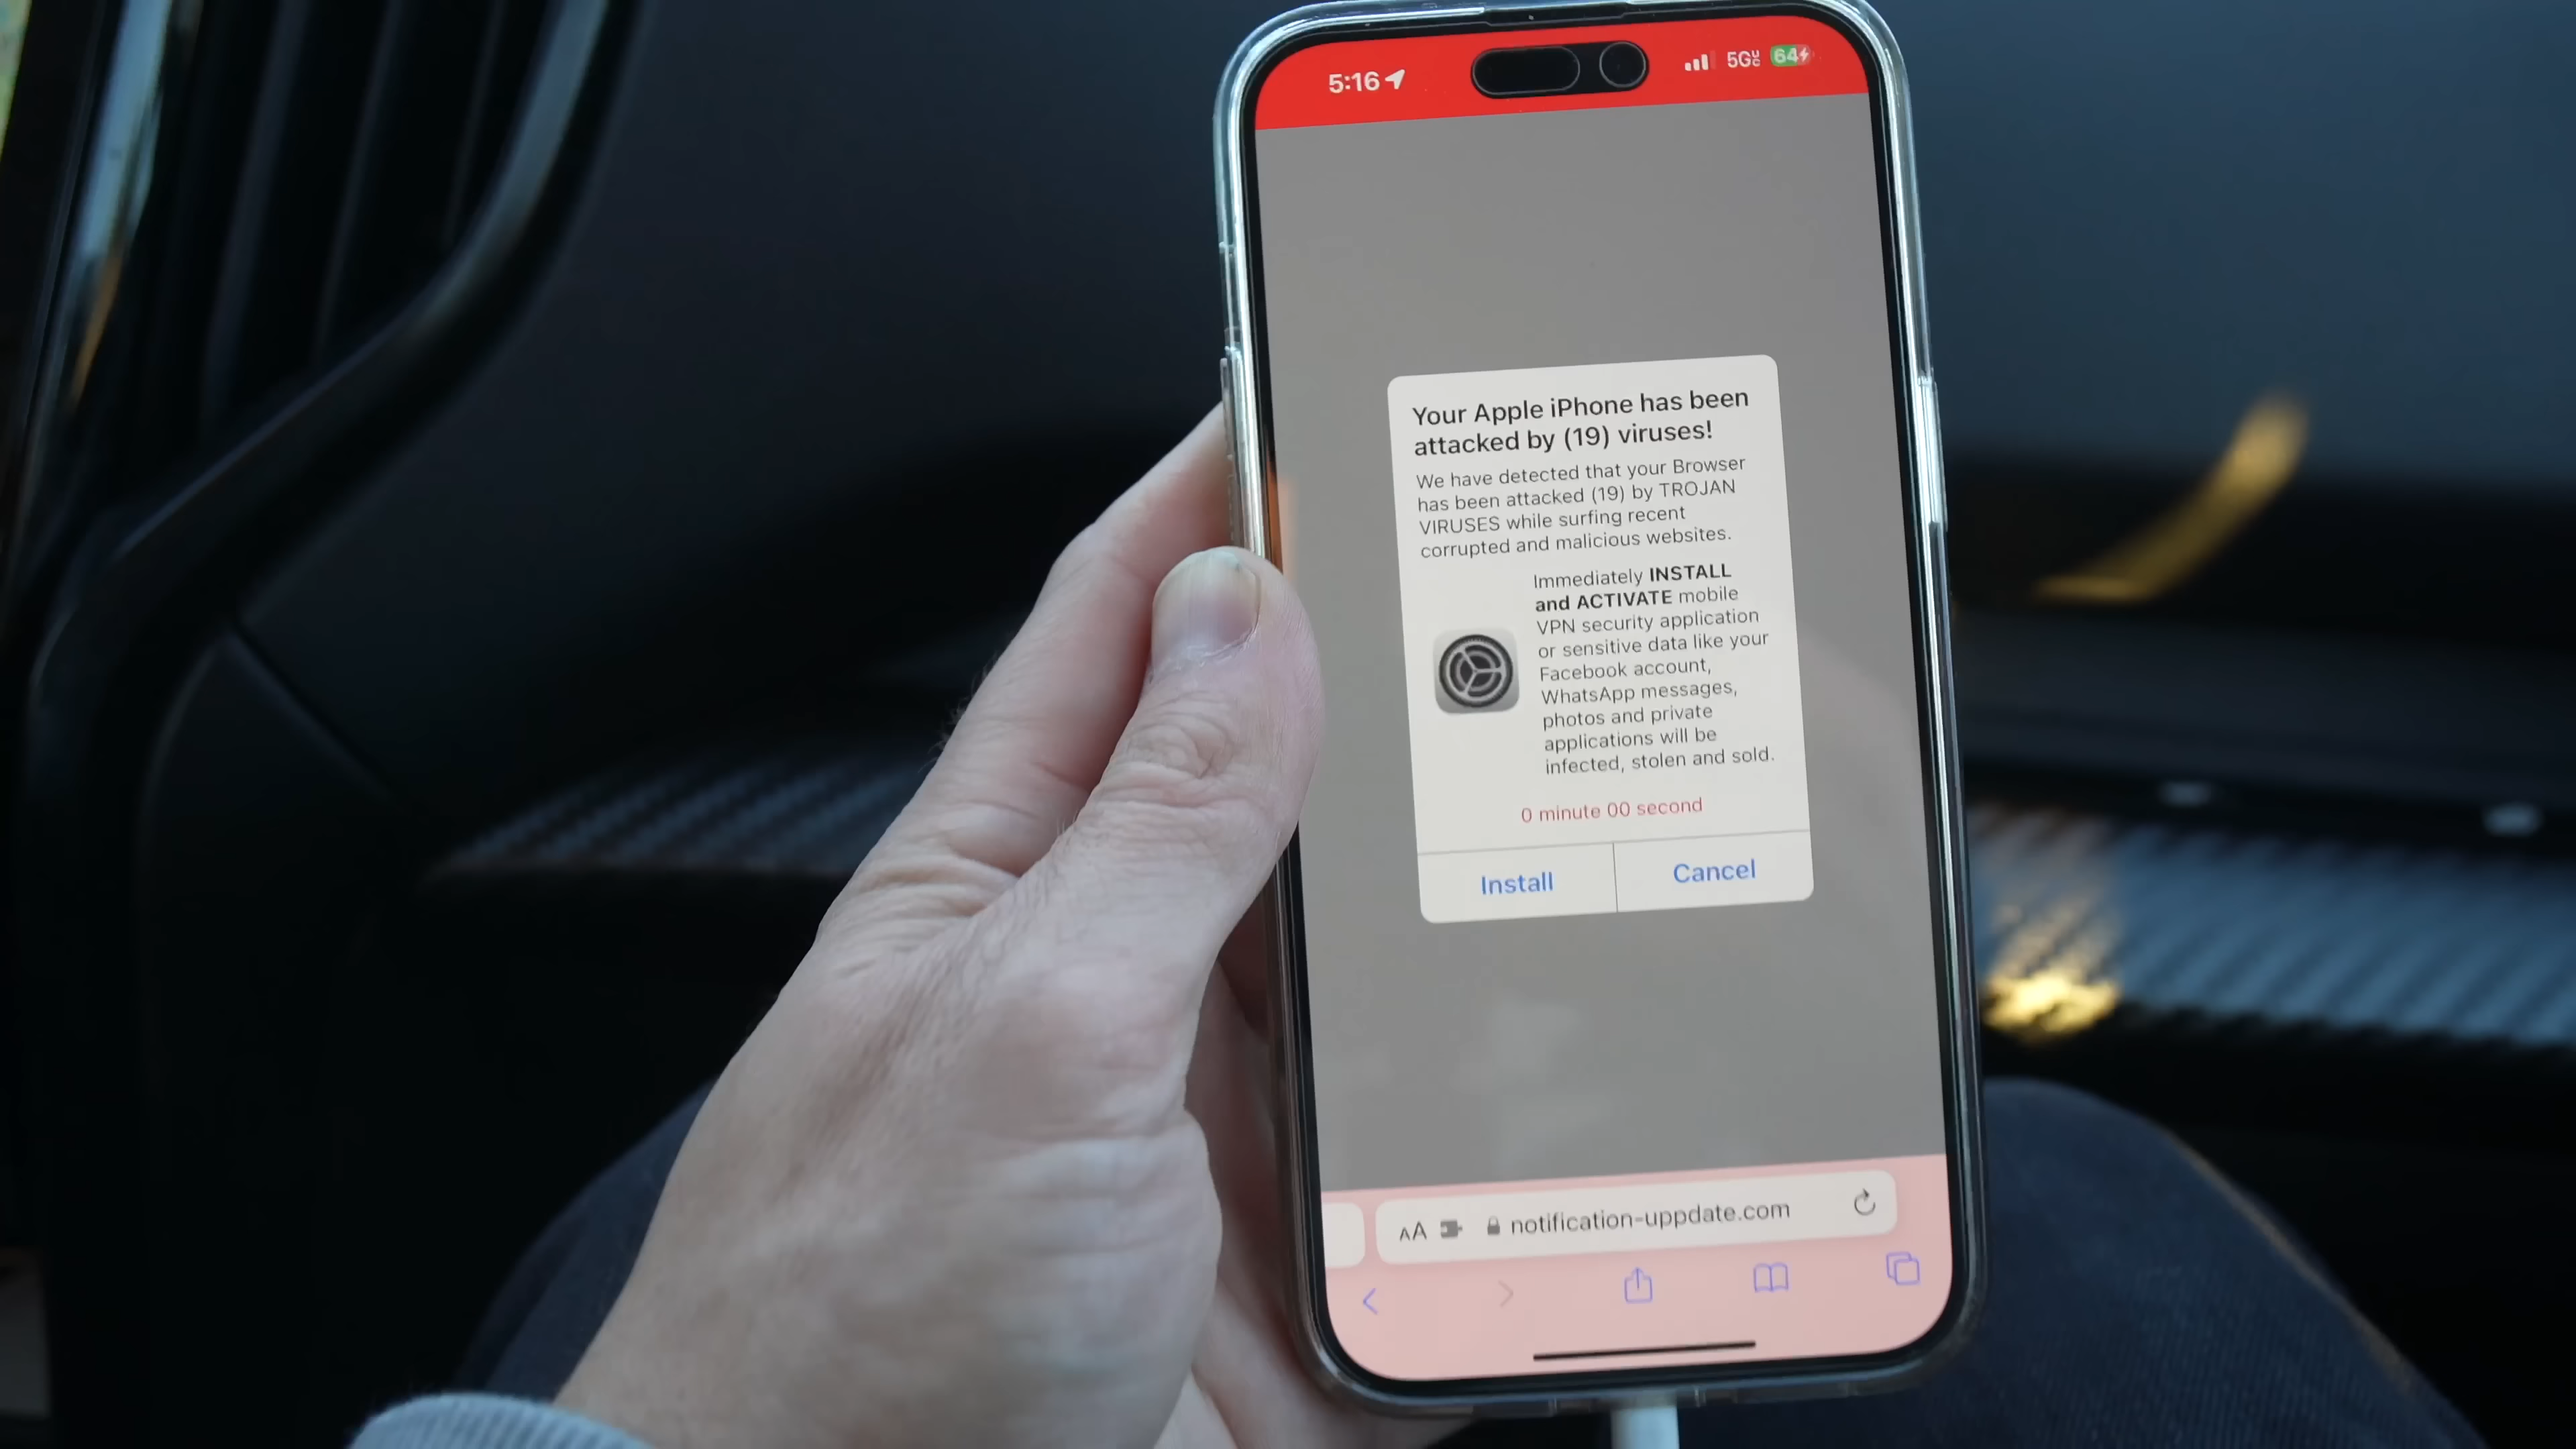 5:16
5G UC
64
Your Apple iPhone has been
attacked by (19) viruses!
We have detected that your Browser
has been attacked (19) by TROJAN
VIRUSES while surfing recent
corrupted and malicious websites.
Immediately INSTALL
and ACTIVATE mobile
VPN security application
or sensitive data like your
Facebook account,
WhatsApp messages,
photos and private
applications will be
infected, stolen and sold.
0 minute 00 second
Install
Cancel
AA
notification-uppdate.com